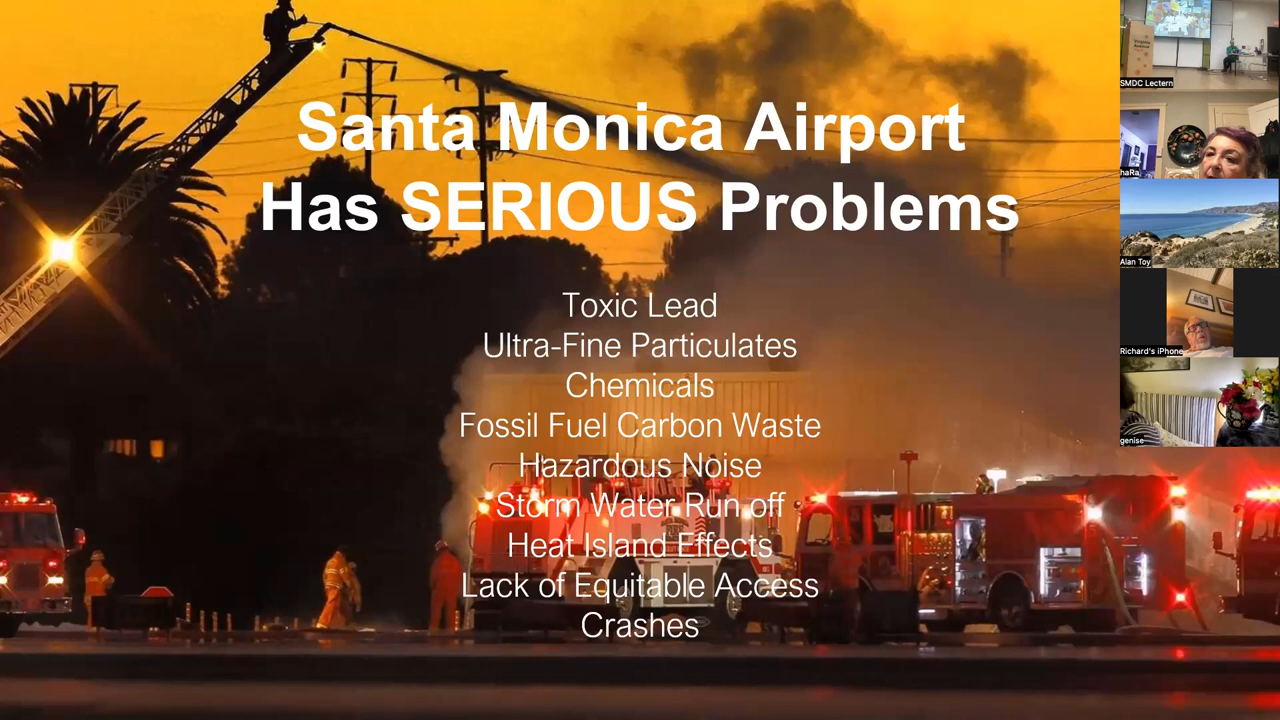 Santa Monica Airport
Has SERIOUS Problems
Toxic Lead
Ultra-Fine Particulates
Chemicals
Fossil Fuel Carbon Waste
Hazardous Noise
Storm Water Run off
Heat Island Effects
Lack of Equitable Access
Crashes
SMDC Lectern
haRa
Alan Toy
Richard's iPhone
genise